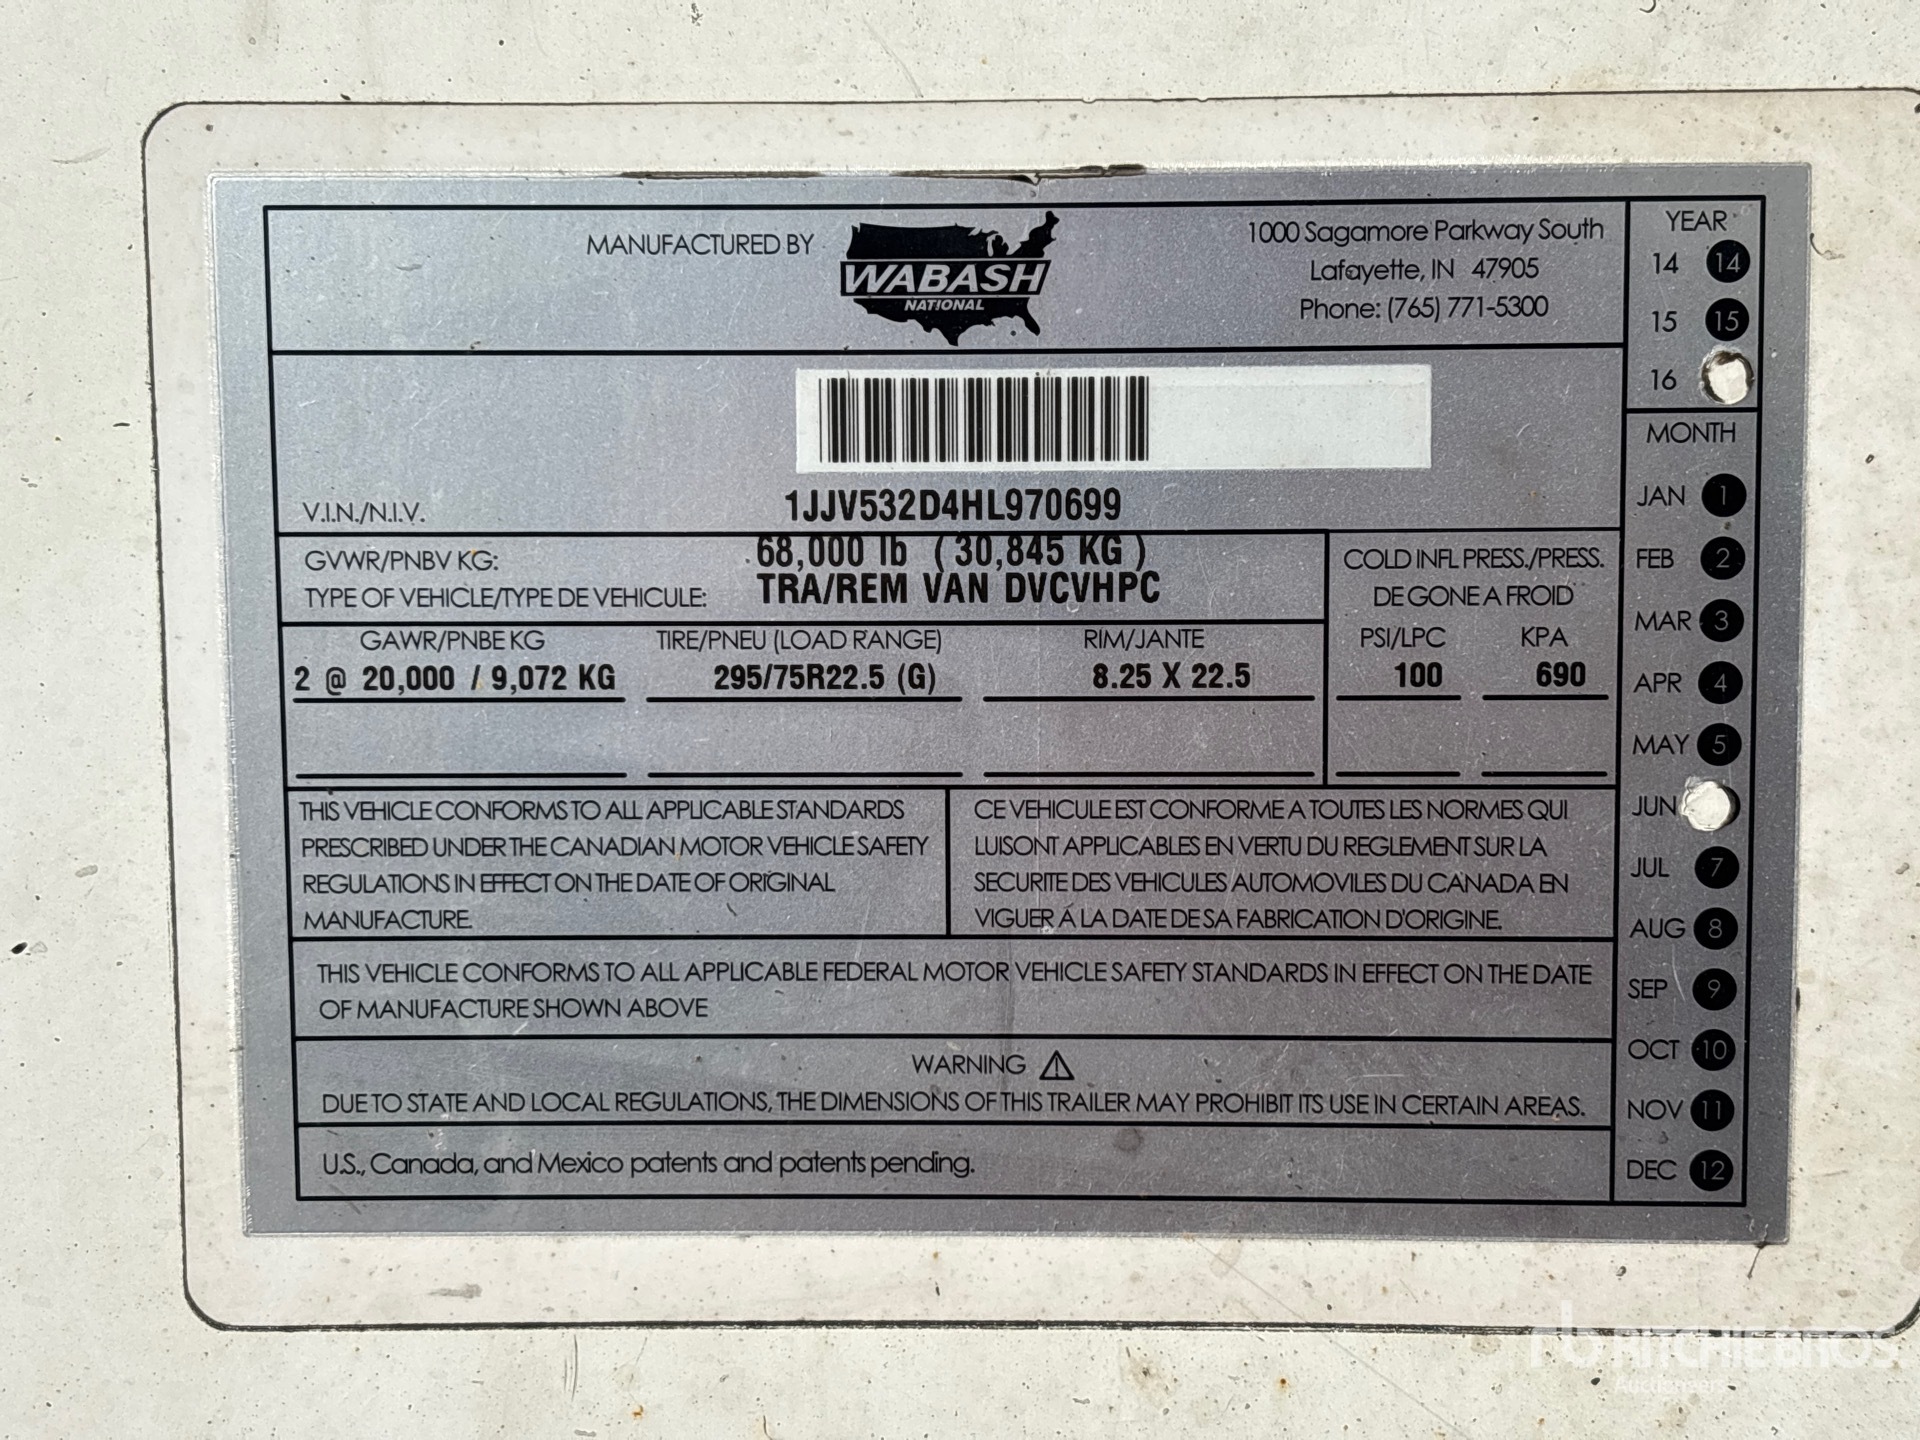 MANUFACTURED BY
WABASH
NATIONAL
1000 Sagamore Parkway South
Lafayette, IN 47905
Phone: (765) 771-5300
V.I.N./N.I.V.
1JJV532D4HL970699
GVWR/PNBV KG:
68,000 lb (30,845 KG)
TYPE OF VEHICLE/TYPE DE VEHICULE:
TRA/REM VAN DVCVHPC
COLD INFL PRESS./PRESS.
DE GONE A FROID
GAWR/PNBE KG
TIRE/PNEU (LOAD RANGE)
RIM/JANTE
PSI/LPC
KPA
2 @ 20,000 / 9,072 KG
295/75R22.5 (G)
8.25 X 22.5
100
690
THIS VEHICLE CONFORMS TO ALL APPLICABLE STANDARDS
PRESCRIBED UNDER THE CANADIAN MOTOR VEHICLE SAFETY
REGULATIONS IN EFFECT ON THE DATE OF ORIGINAL
MANUFACTURE.
CE VEHICULE EST CONFORME A TOUTES LES NORMES QUI
LUISONT APPLICABLES EN VERTU DU REGLEMENT SUR LA
SECURITE DES VEHICULES AUTOMOVILES DU CANADA EN
VIGUER A LA DATE DE SA FABRICATION D'ORIGINE.
THIS VEHICLE CONFORMS TO ALL APPLICABLE FEDERAL MOTOR VEHICLE SAFETY STANDARDS IN EFFECT ON THE DATE
OF MANUFACTURE SHOWN ABOVE
WARNING
DUE TO STATE AND LOCAL REGULATIONS, THE DIMENSIONS OF THIS TRAILER MAY PROHIBIT ITS USE IN CERTAIN AREAS.
U.S., Canada, and Mexico patents and patents pending.
YEAR
14 14
15 15
16
MONTH
JAN 1
FEB 2
MAR 3
APR 4
MAY 5
JUN
JUL 7
AUG 8
SEP 9
OCT 10
NOV 11
DEC 12
rb RITCHIE BROS.
Auctioneers